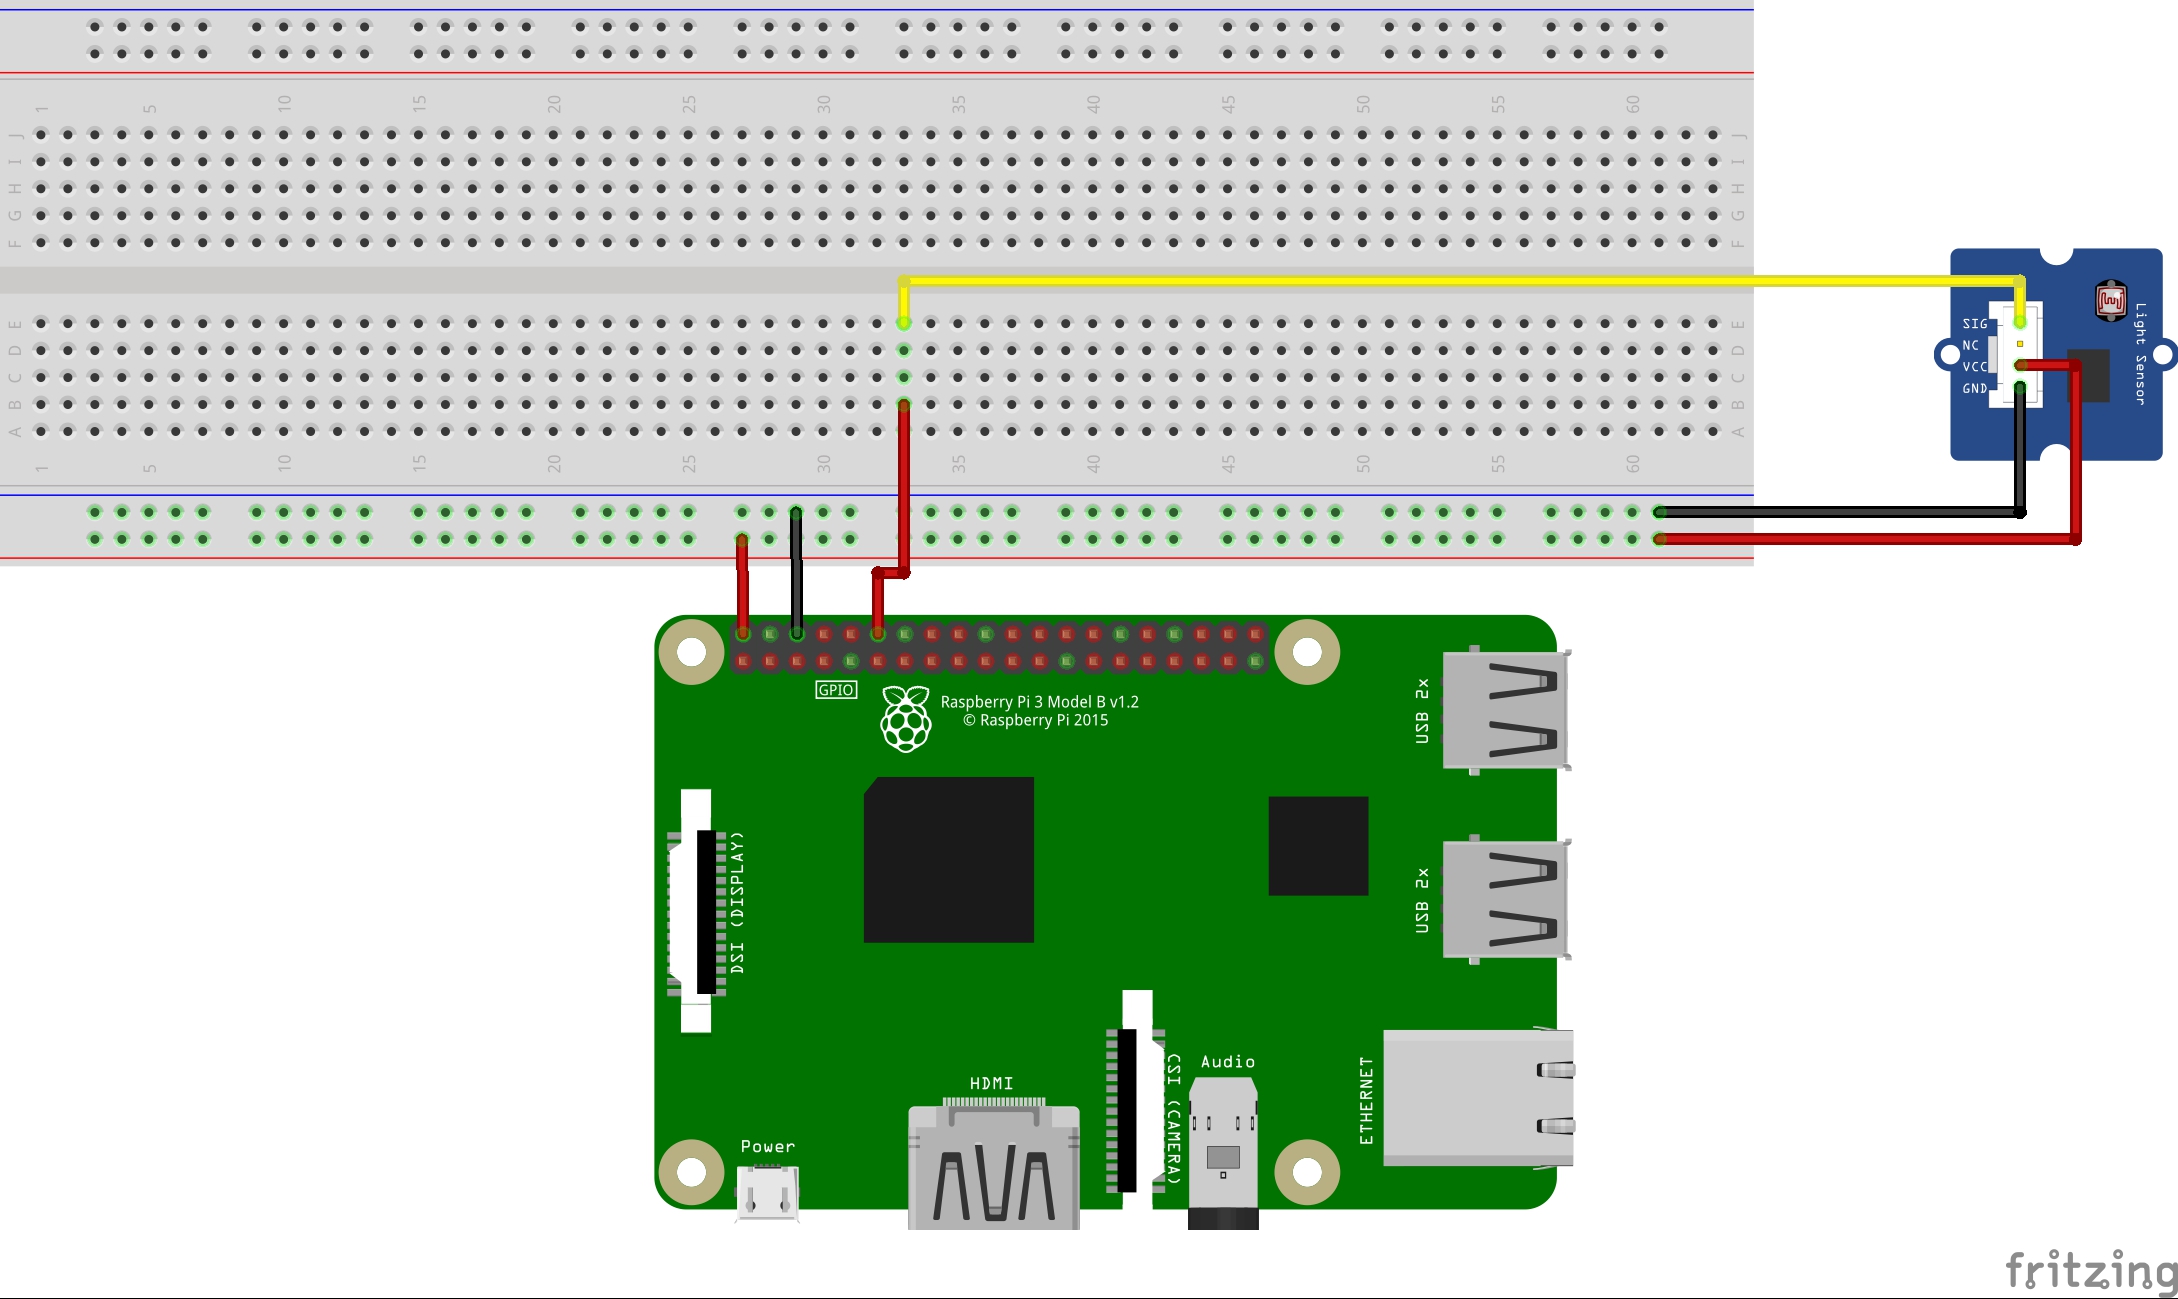 1 5 10 15 20 25 30 35 40 45 50 55 60
J J
I I
H H
G G
F F
E E
D D
C C
B B
A A
1 5 10 15 20 25 30 35 40 45 50 55 60
SIG
NC
VCC
GND
Light Sensor
GPIO
Raspberry Pi 3 Model B v1.2
© Raspberry Pi 2015
USB 2x
USB 2x
DSI (DISPLAY)
CSI (CAMERA)
Audio
ETHERNET
HDMI
Power
fritzing